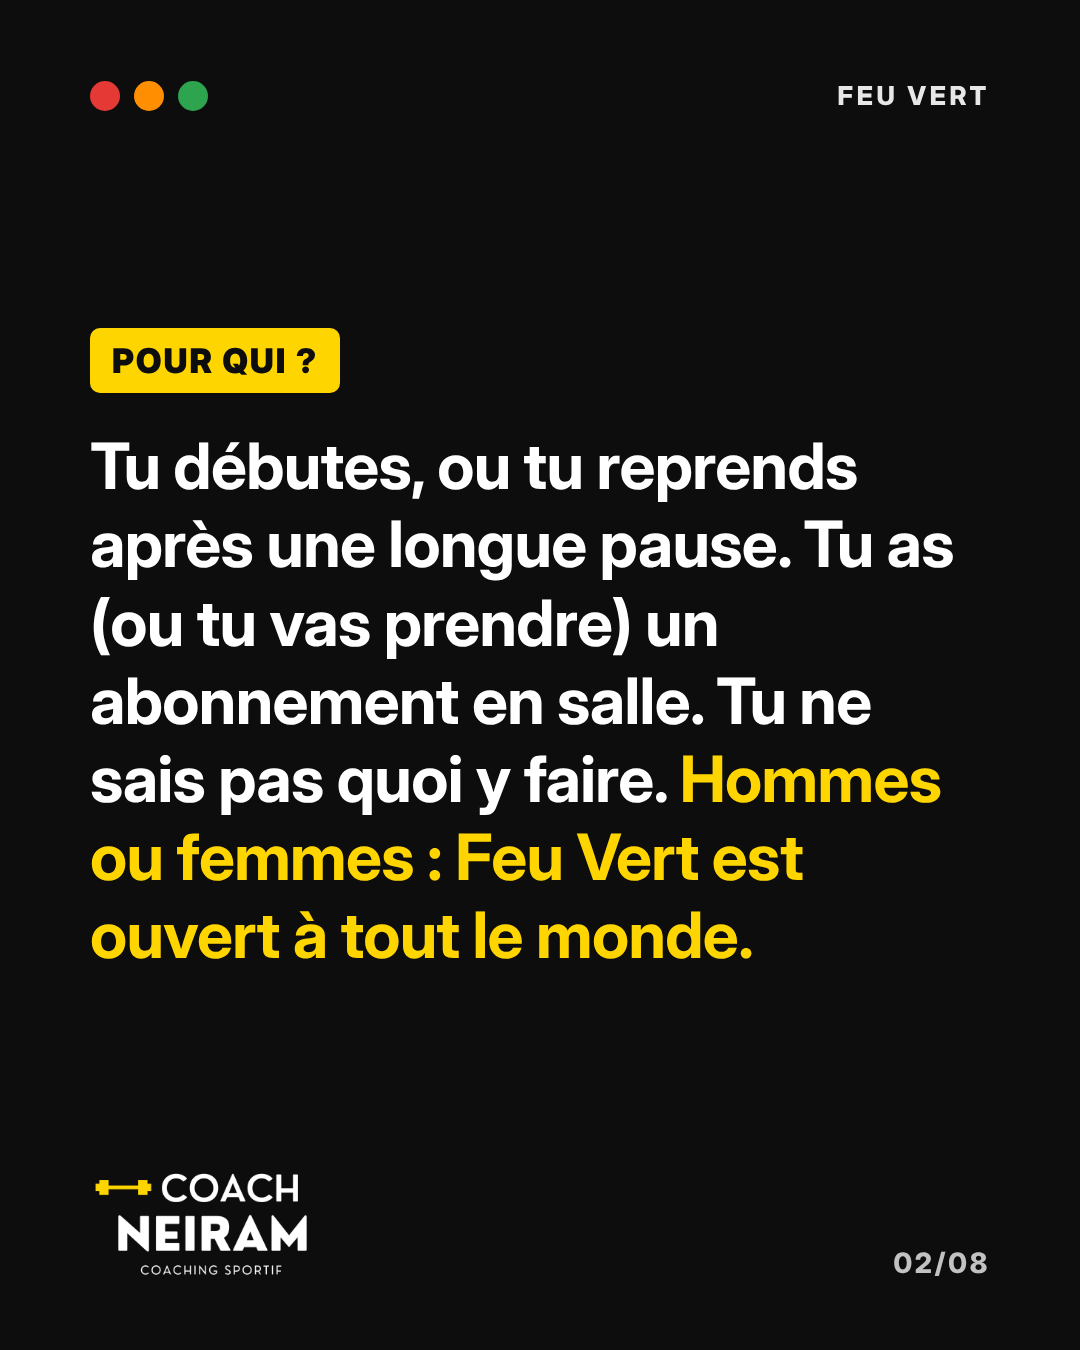 FEU VERT
POUR QUI ?
Tu débutes, ou tu reprends
après une longue pause. Tu as
(ou tu vas prendre) un
abonnement en salle. Tu ne
sais pas quoi y faire. Hommes
ou femmes : Feu Vert est
ouvert à tout le monde.
COACH
NEIRAM
COACHING SPORTIF
02/08